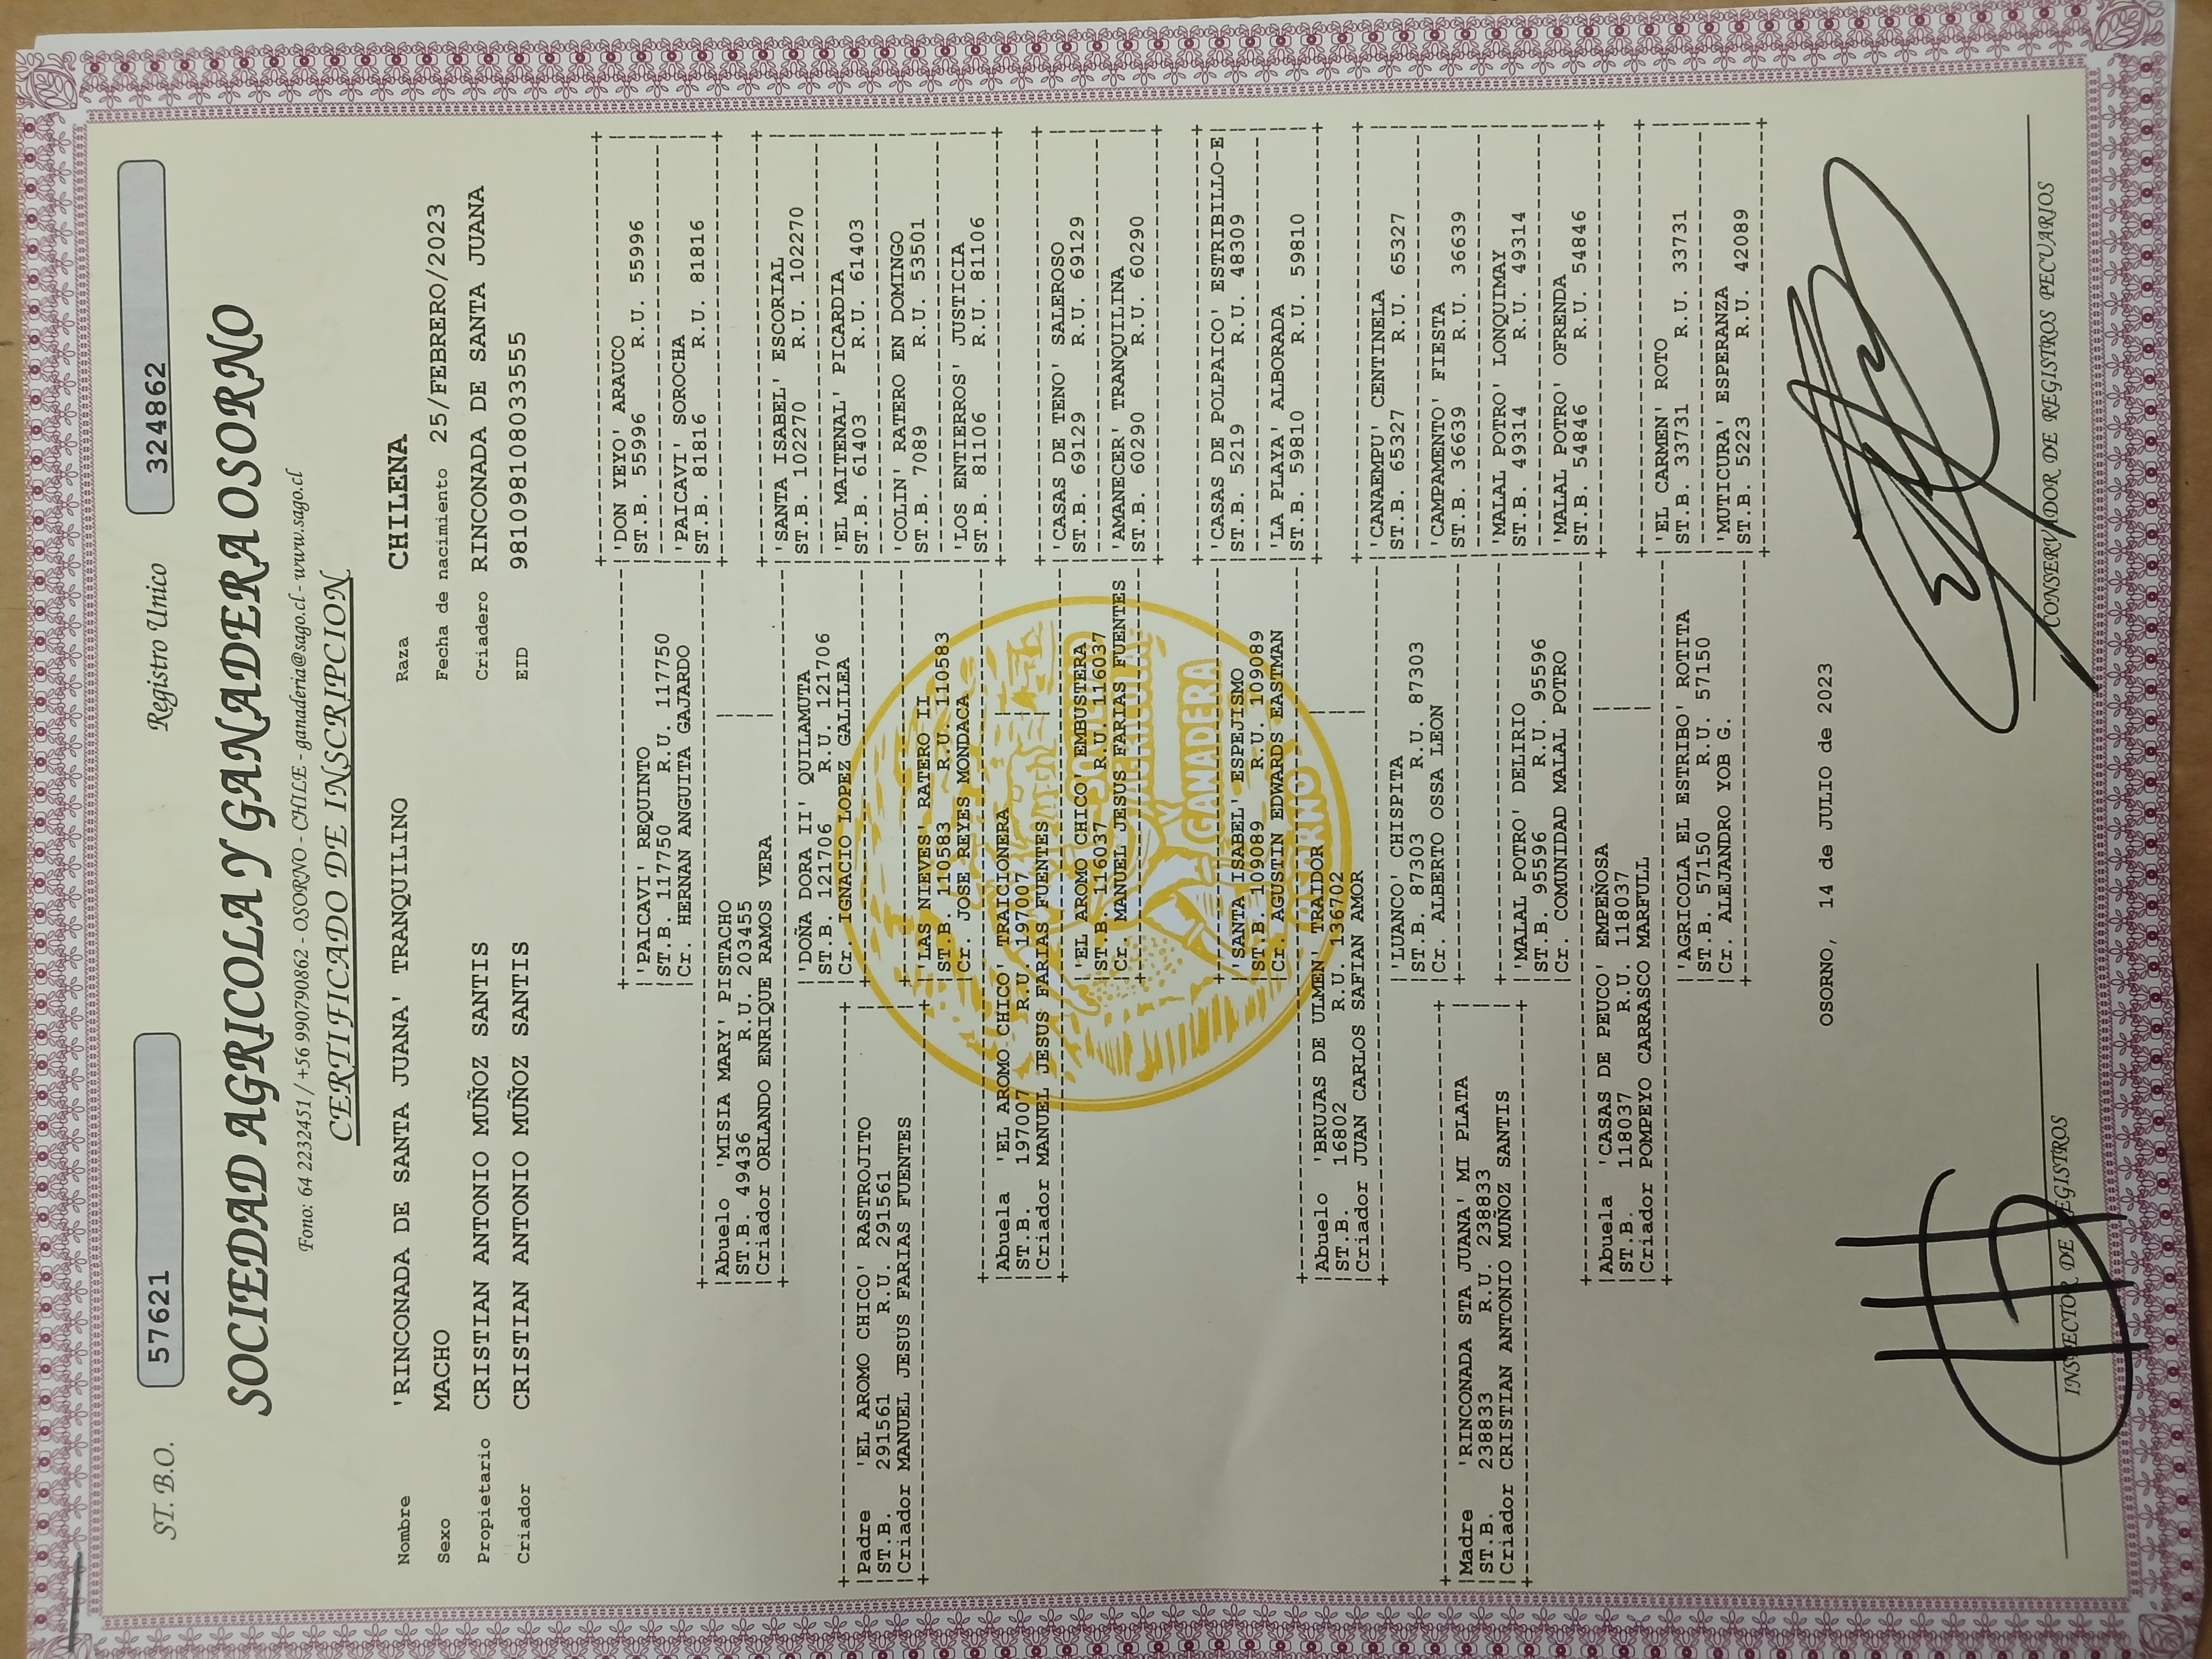 ST. B.O. 57621 Registro Unico 324862
SOCIEDAD AGRICOLA Y GANADERA OSORNO
Fono: 64 2232451 / +56 990790862 - OSORNO - CHILE - ganaderia@sago.cl - www.sago.cl
CERTIFICADO DE INSCRIPCION
Nombre 'RINCONADA DE SANTA JUANA' TRANQUILINO Raza CHILENA
Sexo MACHO Fecha de nacimiento 25/FEBRERO/2023
Propietario CRISTIAN ANTONIO MUÑOZ SANTIS Criadero RINCONADA DE SANTA JUANA
Criador CRISTIAN ANTONIO MUÑOZ SANTIS EID 981098108033555
'DON YEYO' ARAUCO
ST.B. 55996 R.U. 55996
'PAICAVI' REQUINTO
ST.B. 117750 R.U. 117750
Cr. HERNAN ANGUITA GAJARDO
'PAICAVI' SOROCHA
ST.B. 81816 R.U. 81816
Abuelo 'MISIA MARY' PISTACHO
ST.B. 49436 R.U. 203455
Criador ORLANDO ENRIQUE RAMOS VERA
'SANTA ISABEL' ESCORIAL
ST.B. 102270 R.U. 102270
'DOÑA DORA II' QUILAMUTA
ST.B. 121706 R.U. 121706
Cr. IGNACIO LOPEZ GALILEA
'EL MAITENAL' PICARDIA
ST.B. 61403 R.U. 61403
Padre 'EL AROMO CHICO' RASTROJITO
ST.B. 291561 R.U. 291561
Criador MANUEL JESUS FARIAS FUENTES
'COLIN' RATERO EN DOMINGO
ST.B. 7089 R.U. 53501
'LAS NIEVES' RATERO II
ST.B. 110583 R.U. 110583
Cr. JOSE REYES MONDACA
'LOS ENTIERROS' JUSTICIA
ST.B. 81106 R.U. 81106
Abuela 'EL AROMO CHICO' TRAICIONERA
ST.B. 197007 R.U. 197007
Criador MANUEL JESUS FARIAS FUENTES
'CASAS DE TENO' SALEROSO
ST.B. 69129 R.U. 69129
'EL AROMO CHICO' EMBUSTERA
ST.B. 116037 R.U. 116037
Cr. MANUEL JESUS FARIAS FUENTES
'AMANECER' TRANQUILINA
ST.B. 60290 R.U. 60290
'CASAS DE POLPAICO' ESTRIBILLO-E
ST.B. 5219 R.U. 48309
'SANTA ISABEL' ESPEJISMO
ST.B. 109089 R.U. 109089
Cr. AGUSTIN EDWARDS EASTMAN
'LA PLAYA' ALBORADA
ST.B. 59810 R.U. 59810
Abuelo 'BRUJAS DE ULMEN' TRAIDOR
ST.B. 16802 R.U. 136702
Criador JUAN CARLOS SAFIAN AMOR
'CANAEMPU' CENTINELA
ST.B. 65327 R.U. 65327
'LUANCO' CHISPITA
ST.B. 87303 R.U. 87303
Cr. ALBERTO OSSA LEON
'CAMPAMENTO' FIESTA
ST.B. 36639 R.U. 36639
Madre 'RINCONADA STA JUANA' MI PLATA
ST.B. 238833 R.U. 238833
Criador CRISTIAN ANTONIO MUÑOZ SANTIS
'MALAL POTRO' LONQUIMAY
ST.B. 49314 R.U. 49314
'MALAL POTRO' DELIRIO
ST.B. 95596 R.U. 95596
Cr. COMUNIDAD MALAL POTRO
'MALAL POTRO' OFRENDA
ST.B. 54846 R.U. 54846
Abuela 'CASAS DE PEUCO' EMPEÑOSA
ST.B. 118037 R.U. 118037
Criador POMPEYO CARRASCO MARFULL
'EL CARMEN' ROTO
ST.B. 33731 R.U. 33731
'AGRICOLA EL ESTRIBO' ROTITA
ST.B. 57150 R.U. 57150
Cr. ALEJANDRO YOB G.
'MUTICURA' ESPERANZA
ST.B. 5223 R.U. 42089
OSORNO, 14 de JULIO de 2023
INSPECTOR DE REGISTROS
CONSERVADOR DE REGISTROS PECUARIOS